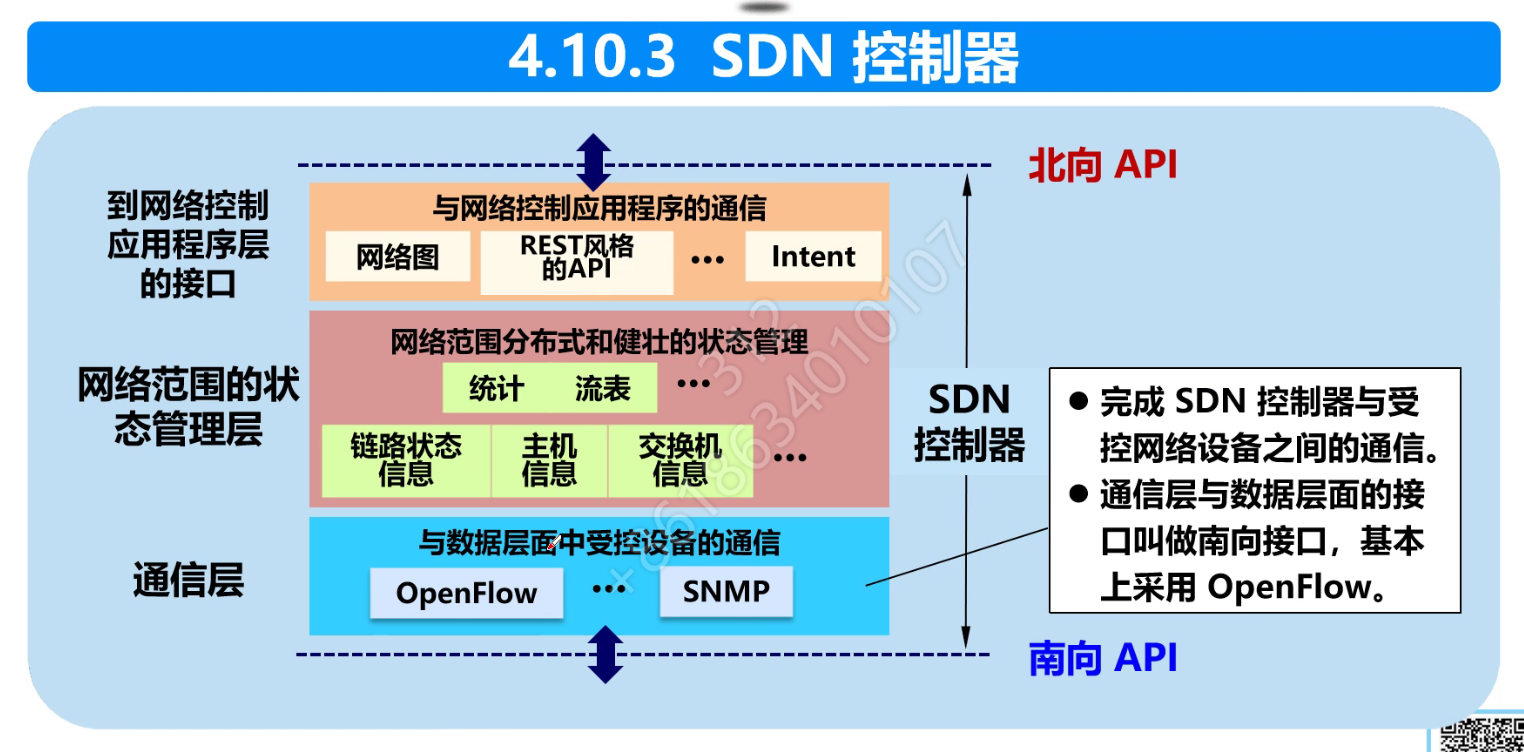 4.10.3 SDN 控制器
北向 API
到网络控制
应用程序层
的接口
与网络控制应用程序的通信
网络图
REST风格
的API
...
Intent
网络范围的状
态管理层
网络范围分布式和健壮的状态管理
统计
流表
...
链路状态
信息
主机
信息
交换机
信息
...
SDN
控制器
通信层
与数据层面中受控设备的通信
OpenFlow
...
SNMP
● 完成 SDN 控制器与受
控网络设备之间的通信。
● 通信层与数据层面的接
口叫做南向接口，基本
上采用 OpenFlow。
南向 API
312
+8618634010107